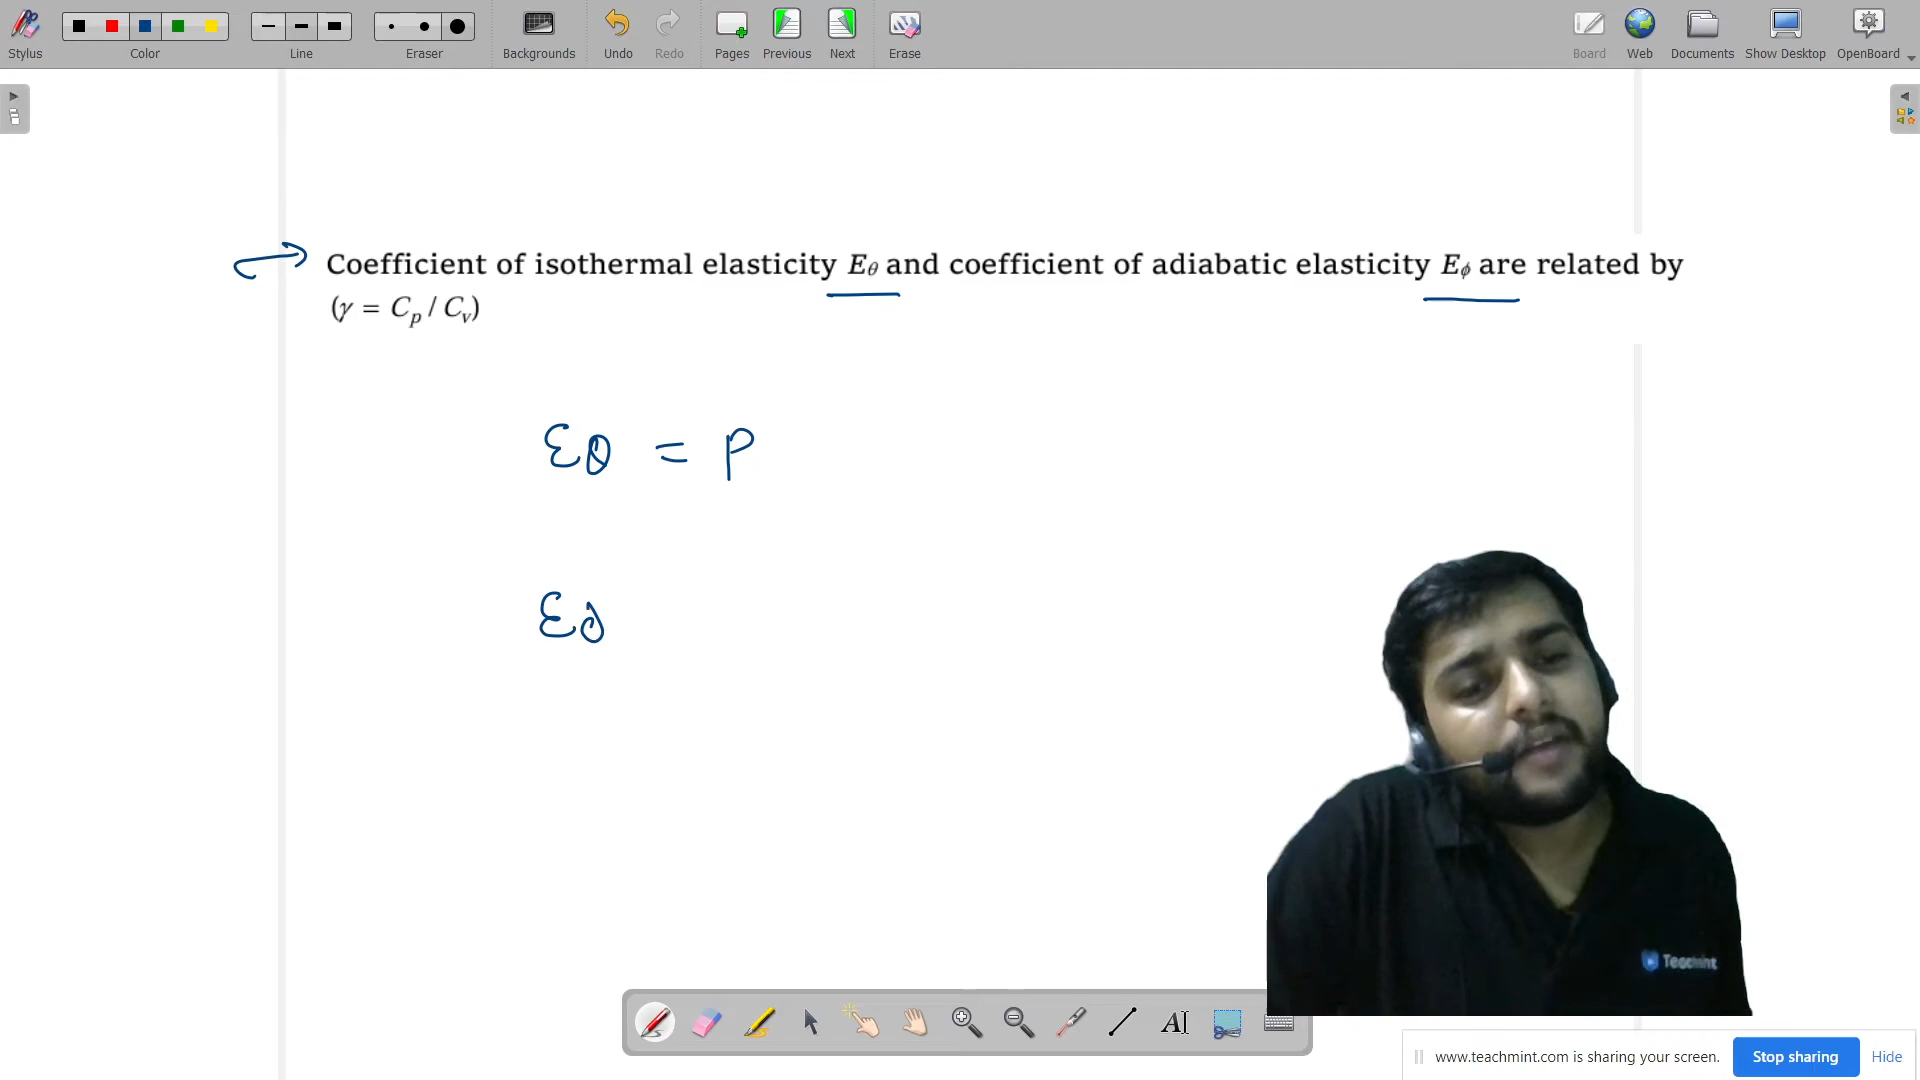 Stylus Color Line Eraser Backgrounds Undo Redo Pages Previous Next Erase Board Web Documents Show Desktop OpenBoard
Coefficient of isothermal elasticity Eθ and coefficient of adiabatic elasticity Eϕ are related by
(γ = Cp / Cv)
Eθ = P
E
Teachmint
www.teachmint.com is sharing your screen. Stop sharing Hide